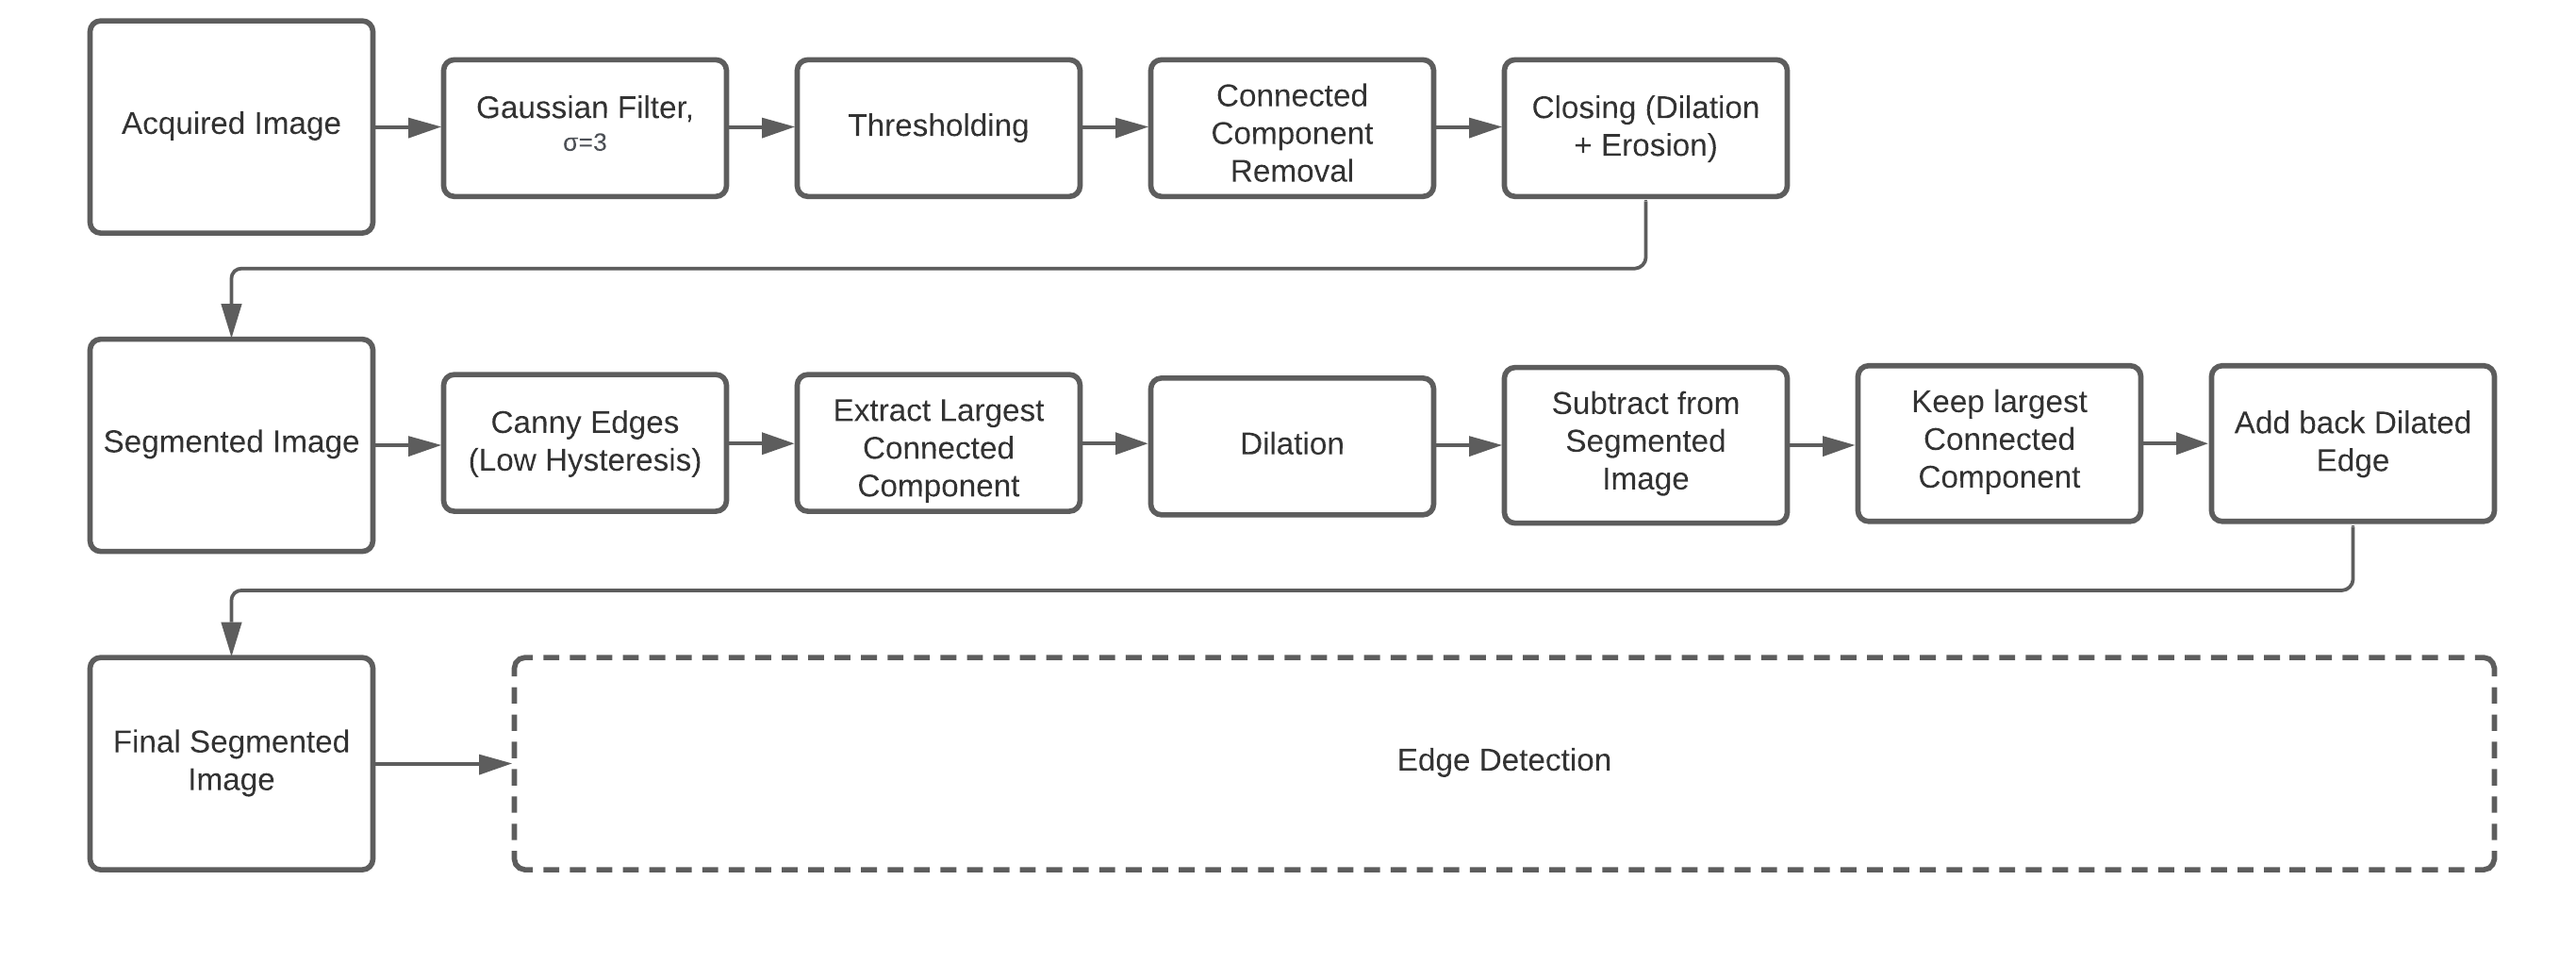 Acquired Image
Gaussian Filter,
σ=3
Thresholding
Connected
Component
Removal
Closing (Dilation
+ Erosion)
Segmented Image
Canny Edges
(Low Hysteresis)
Extract Largest
Connected
Component
Dilation
Subtract from
Segmented
Image
Keep largest
Connected
Component
Add back Dilated
Edge
Final Segmented
Image
Edge Detection